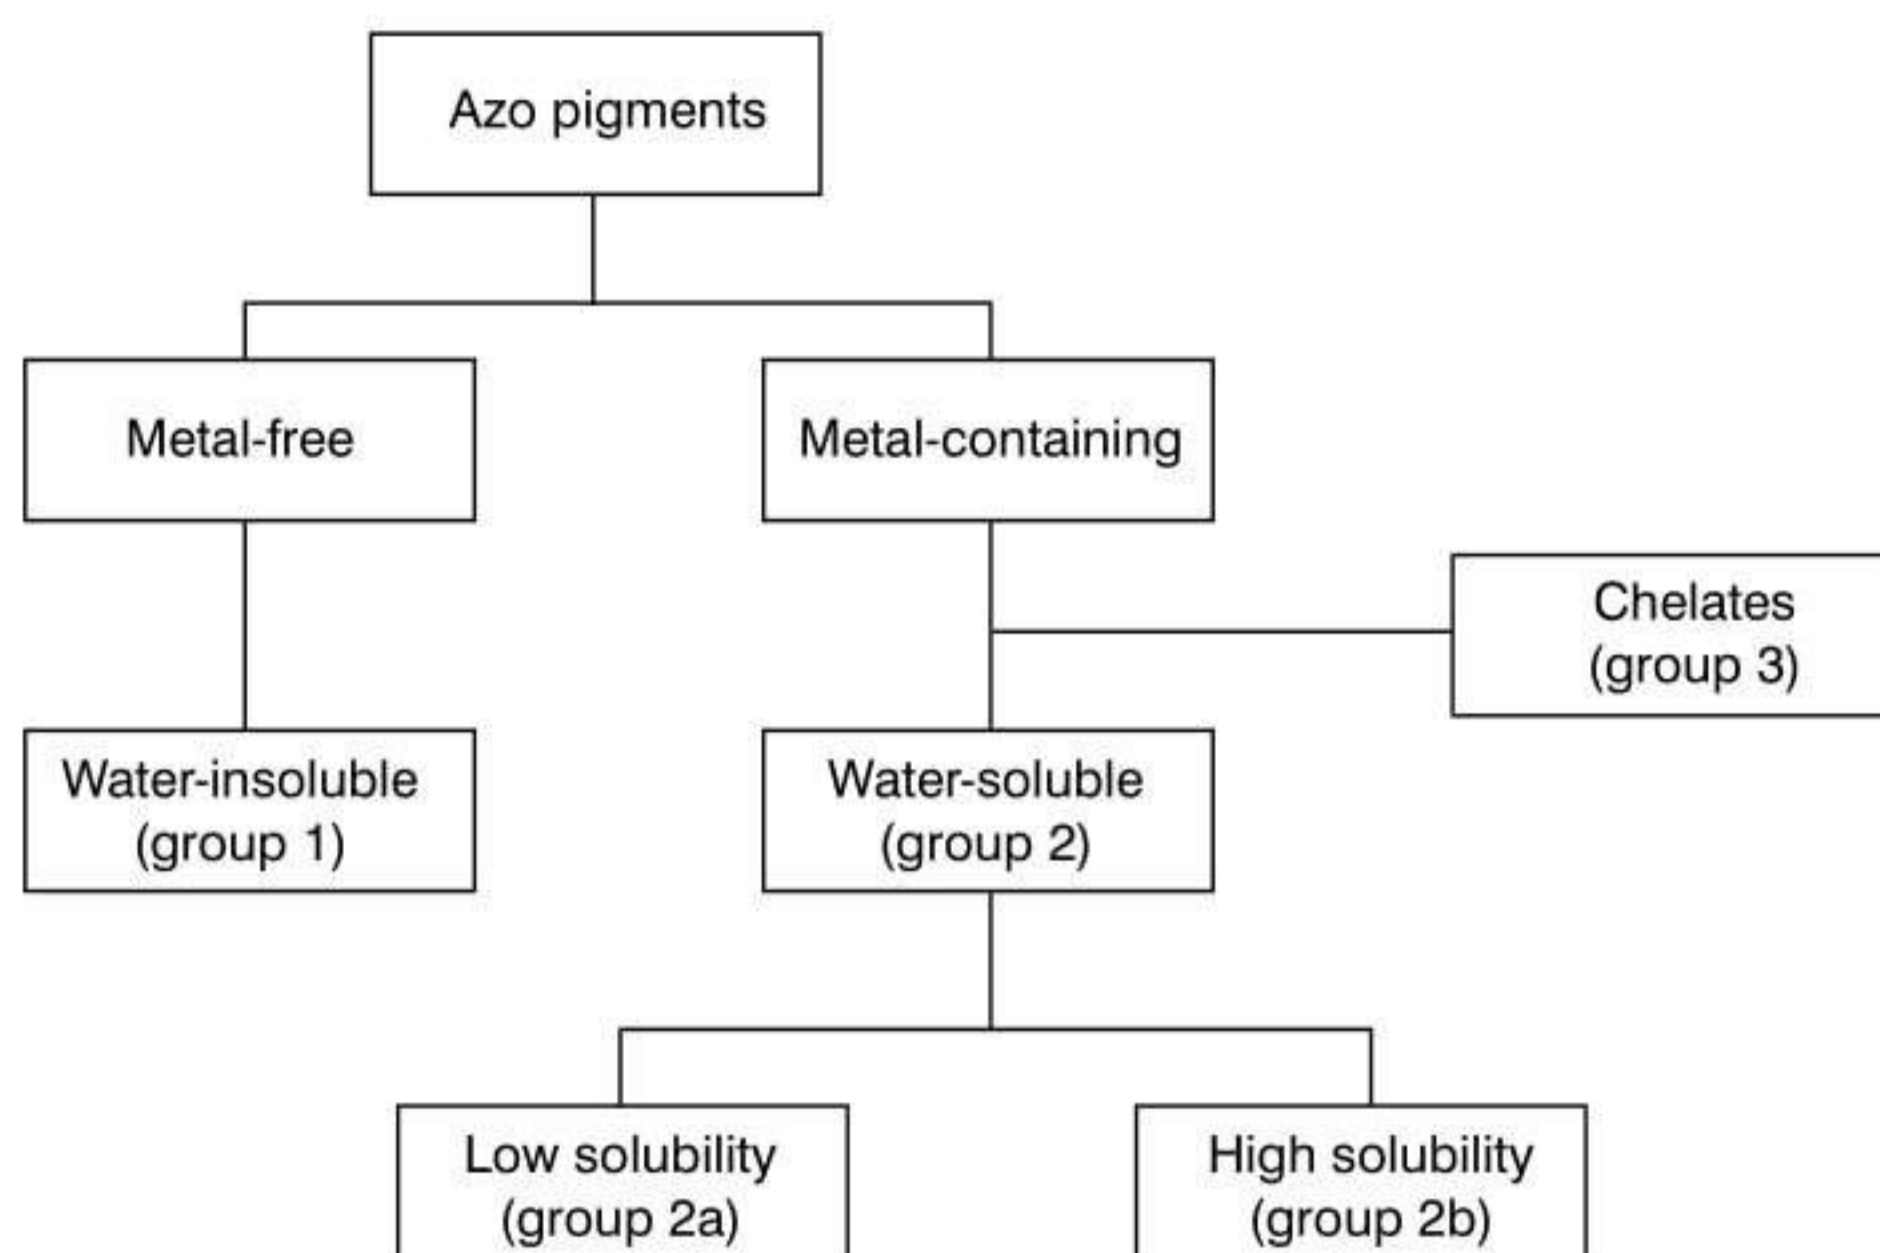 Azo pigments
Metal-free
Metal-containing
Chelates
(group 3)
Water-insoluble
(group 1)
Water-soluble
(group 2)
Low solubility
(group 2a)
High solubility
(group 2b)